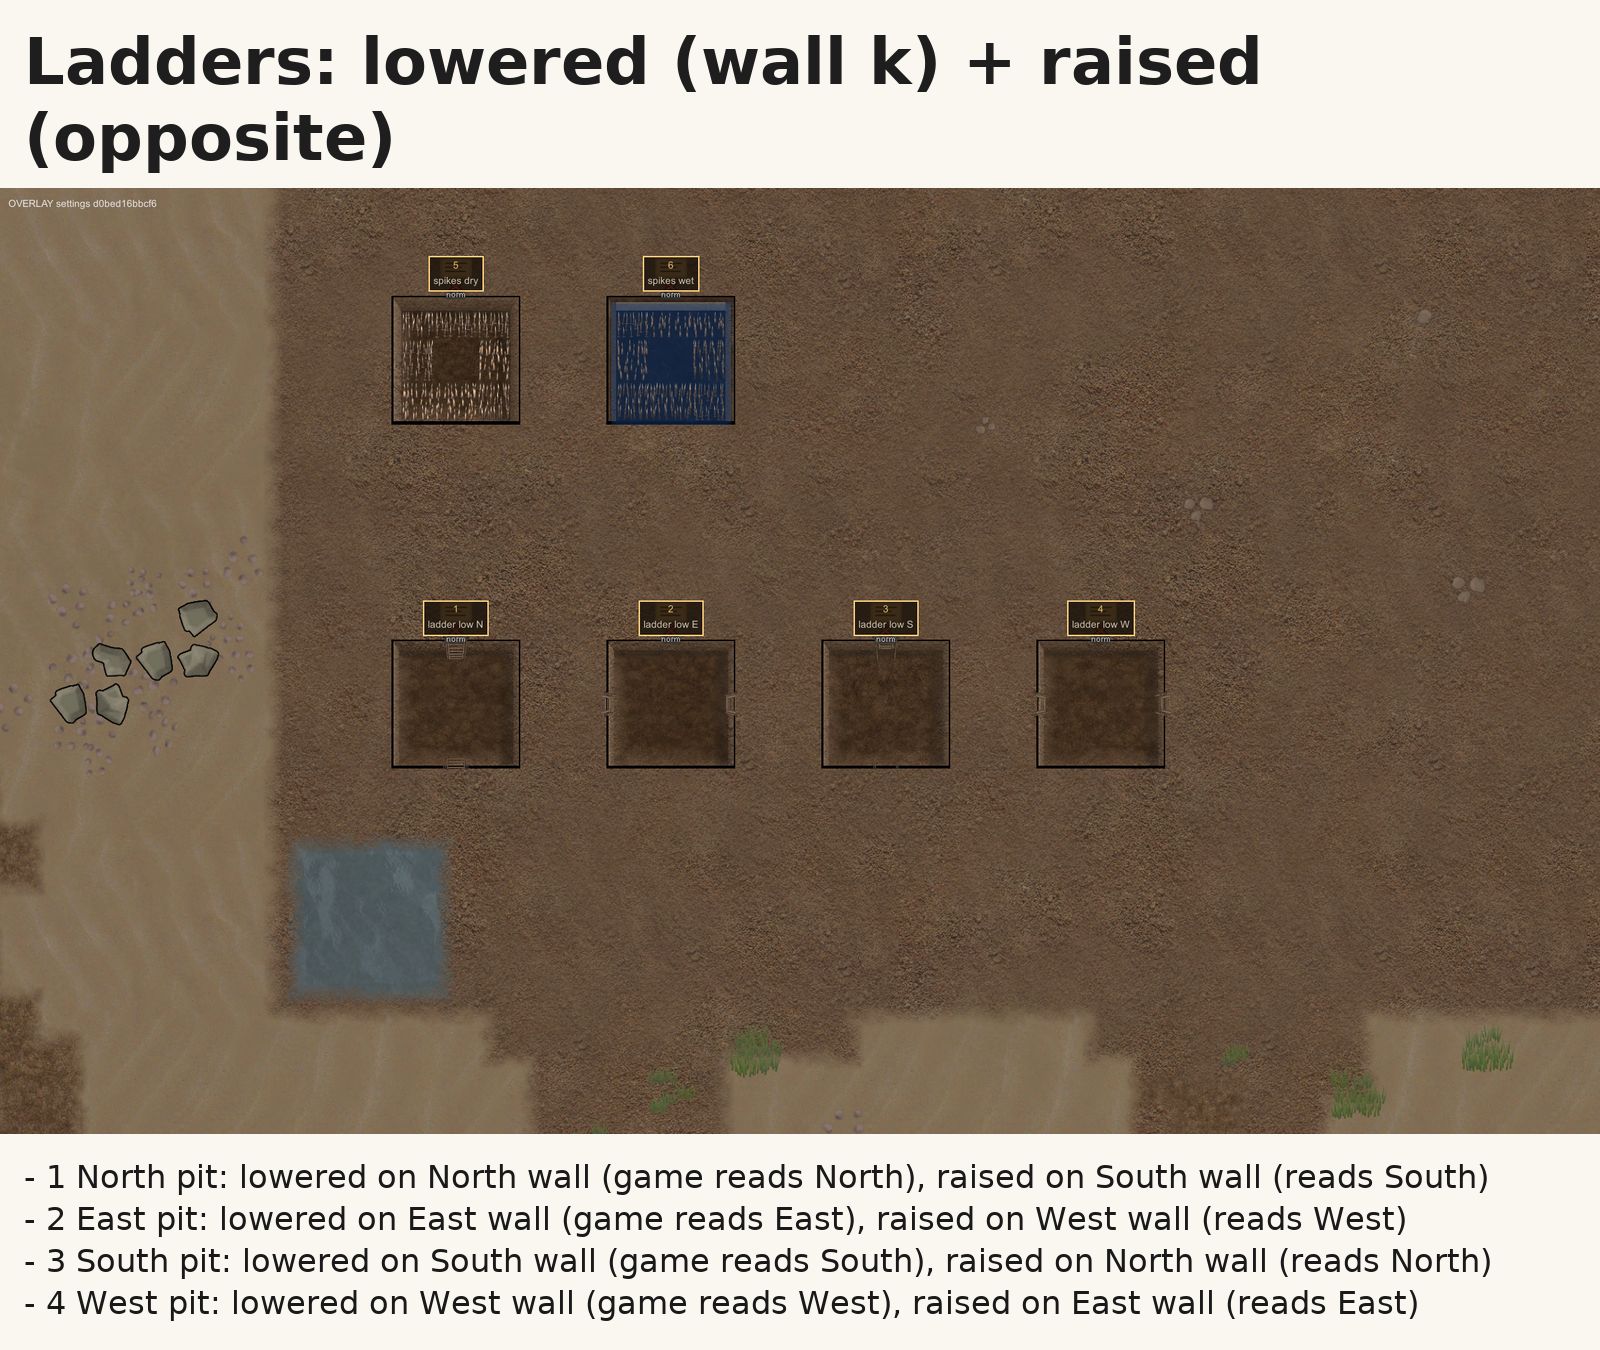 Ladders: lowered (wall k) + raised
(opposite)
OVERLAY settings d0bed16bbcf6
5
spikes dry
norm
6
spikes wet
norm
1
ladder low N
norm
2
ladder low E
norm
3
ladder low S
norm
4
ladder low W
norm
- 1 North pit: lowered on North wall (game reads North), raised on South wall (reads South)
- 2 East pit: lowered on East wall (game reads East), raised on West wall (reads West)
- 3 South pit: lowered on South wall (game reads South), raised on North wall (reads North)
- 4 West pit: lowered on West wall (game reads West), raised on East wall (reads East)